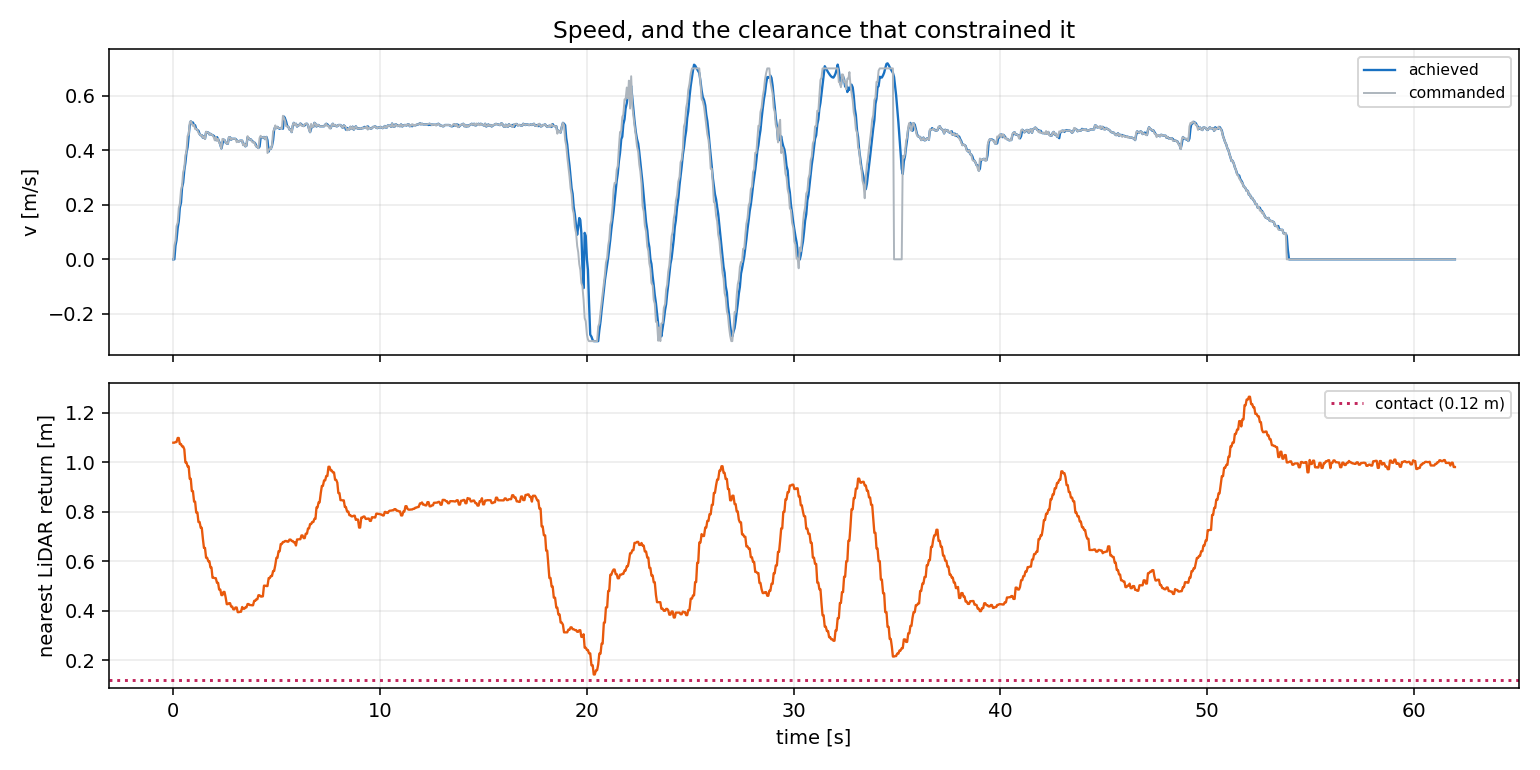 Speed, and the clearance that constrained it
v [m/s]
0.6
0.4
0.2
0.0
−0.2
achieved
commanded
nearest LiDAR return [m]
1.2
1.0
0.8
0.6
0.4
0.2
contact (0.12 m)
0 10 20 30 40 50 60
time [s]